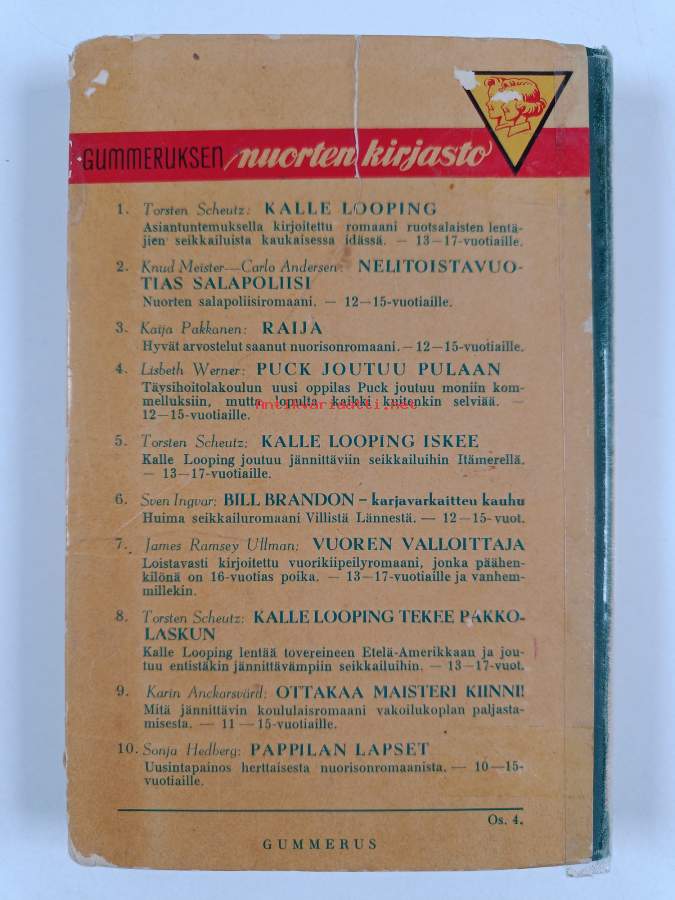 GUMMERUKSEN nuorten kirjasto
1. Torsten Scheutz: KALLE LOOPING
Asiantuntemuksella kirjoitettu romaani ruotsalaisten lentä-
jien seikkailuista kaukaisessa idässä. — 13—17-vuotiaille.
2. Knud Meister—Carlo Andersen: NELITOISTAVUO-
TIAS SALAPOLIISI
Nuorten salapoliisiromaani. — 12—15-vuotiaille.
3. Kaija Pakkanen: RAIJA
Hyvät arvostelut saanut nuorisonromaani. — 12—15-vuotiaille.
4. Lisbeth Werner: PUCK JOUTUU PULAAN
Täysihoitolakoulun uusi oppilas Puck joutuu moniin kom-
melluksiin, mutta lopulta kaikki kuitenkin selviää. —
antikvariaatti.net
12—15-vuotiaille.
5. Torsten Scheutz: KALLE LOOPING ISKEE
Kalle Looping joutuu jännittäviin seikkailuihin Itämerellä.
— 13—17-vuotiaille.
6. Sven Ingvar: BILL BRANDON – karjavarkaitten kauhu
Huima seikkailuromaani Villistä Lännestä. — 12—15-vuot.
7. James Ramsey Ullman: VUOREN VALLOITTAJA
Loistavasti kirjoitettu vuorikiipeilyromaani, jonka päähen-
kilönä on 16-vuotias poika. — 13—17-vuotiaille ja vanhem-
millekin.
8. Torsten Scheutz: KALLE LOOPING TEKEE PAKKO-
LASKUN
Kalle Looping lentää tovereineen Etelä-Amerikkaan ja jou-
tuu entistäkin jännittävämpiin seikkailuihin. — 13—17-vuot.
9. Karin Anckarsvärd: OTTAKAA MAISTERI KIINNI!
Mitä jännittävin koululaisromaani vakoilukoplan paljasta-
misesta. — 11—15-vuotiaille.
10. Sonja Hedberg: PAPPILAN LAPSET
Uusintapainos herttaisesta nuorisonromaanista. — 10—15-
vuotiaille.
Os. 4.
GUMMERUS